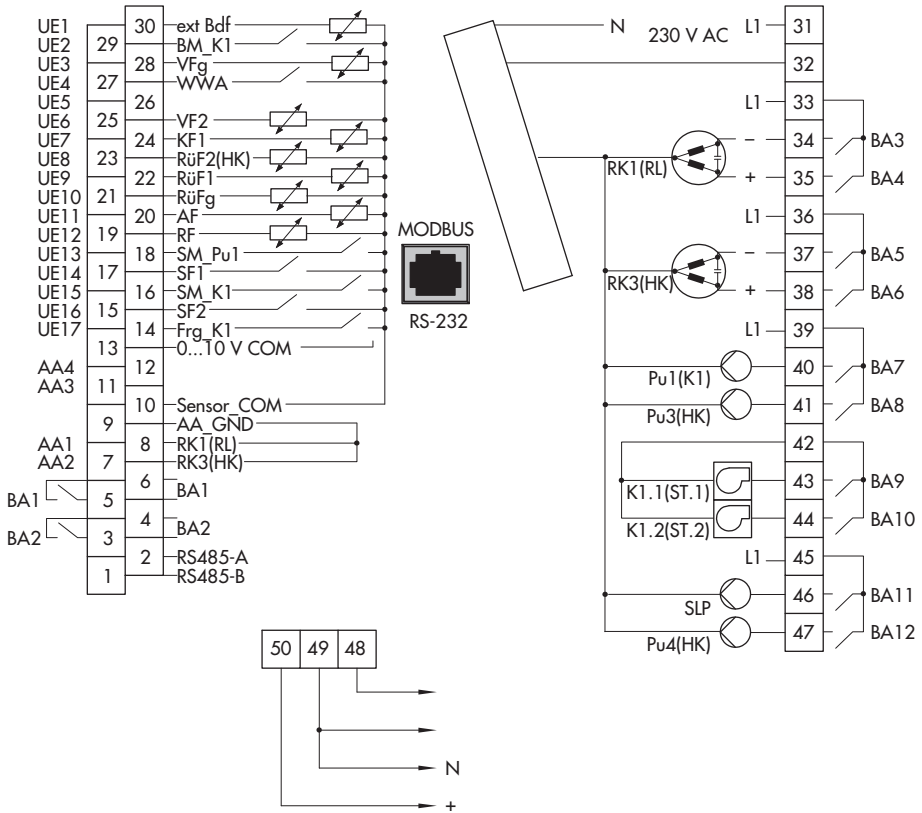 UE1 30 ext Bdf
UE2 29 BM_K1
UE3 28 VFg
UE4 27 WWA
UE5 26
UE6 25 VF2
UE7 24 KF1
UE8 23 RüF2(HK)
UE9 22 RüF1
UE10 21 RüFg
UE11 20 AF
UE12 19 RF
UE13 18 SM_Pu1
UE14 17 SF1
UE15 16 SM_K1
UE16 15 SF2
UE17 14 Frg_K1
13 0...10 V COM
AA4 12
AA3 11
10 Sensor_COM
9 AA_GND
AA1 8 RK1(RL)
AA2 7 RK3(HK)
6 BA1
BA1 5
4 BA2
BA2 3
2 RS485-A
1 RS485-B
MODBUS
RS-232
N 230 V AC L1 31
32
L1 33
RK1(RL) − 34 BA3
+ 35 BA4
L1 36
RK3(HK) − 37 BA5
+ 38 BA6
L1 39
Pu1(K1) 40 BA7
Pu3(HK) 41 BA8
42
K1.1(ST.1) 43 BA9
K1.2(ST.2) 44 BA10
L1 45
SLP 46 BA11
Pu4(HK) 47 BA12
50 49 48
N
+